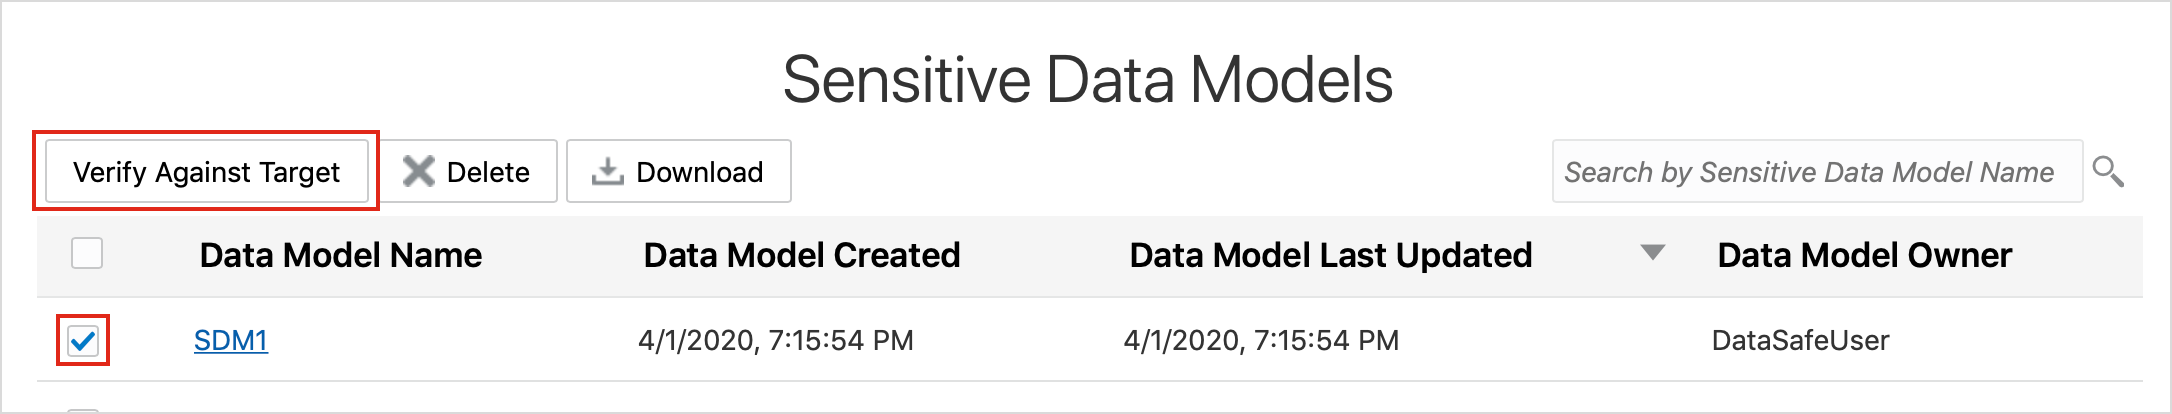 Sensitive Data Models
Verify Against Target Delete Download Search by Sensitive Data Model Name
Data Model Name Data Model Created Data Model Last Updated Data Model Owner
SDM1 4/1/2020, 7:15:54 PM 4/1/2020, 7:15:54 PM DataSafeUser